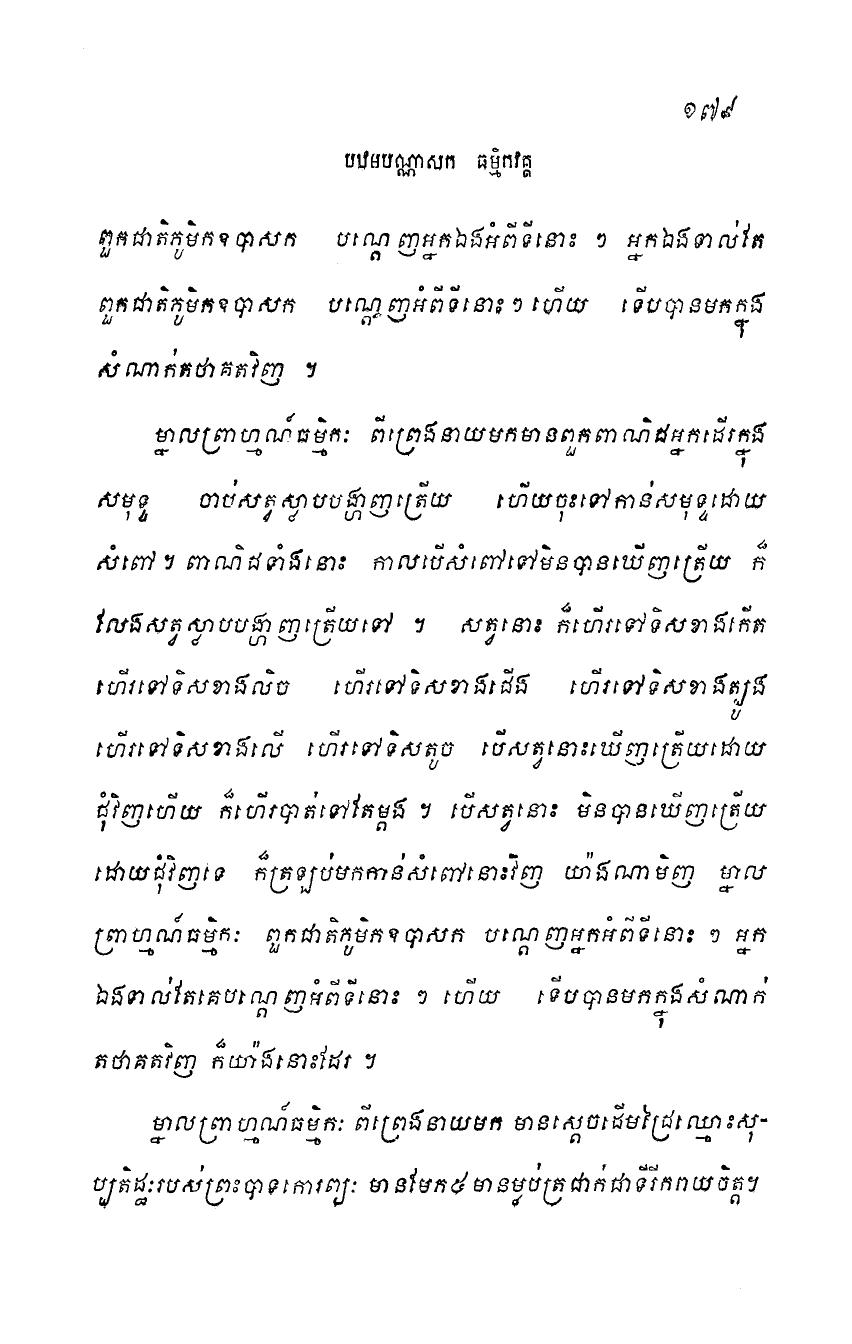 ១៧៩
បឋមបណ្ណាសក ធម្មិកវគ្គ
ពួកជាតិភូមិកឧបាសក បណ្តេញអ្នកឯងអំពីទីនោះ ៗ អ្នកឯងទាល់តែ
ពួកជាតិភូមិកឧបាសក បណ្តេញអំពីទីនោះៗ ហើយ ទើបបានមកក្នុង
សំណាក់តថាគតវិញ ។
ម្នាលព្រាហ្មណ៍ធម្មិកៈ ពីព្រេងនាយមកមានពួកពាណិជអ្នកដើរក្នុង
សមុទ្ទ ចាប់សត្វស្លាបបង្ហាញត្រើយ ហើយចុះទៅកាន់សមុទ្ទដោយ
សំពៅ ។ ពាណិជទាំងនោះ កាលបើសំពៅទៅមិនបានឃើញត្រើយ ក៏
លែងសត្វស្លាបបង្ហាញត្រើយទៅ ។ សត្វនោះ ក៏ហើរទៅទិសខាងកើត
ហើរទៅទិសខាងលិច ហើរទៅទិសខាងជើង ហើរទៅទិសខាងត្បូង
ហើរទៅទិសខាងលើ ហើរទៅទិសតូច បើសត្វនោះឃើញត្រើយដោយ
ជុំវិញហើយ ក៏ហើរបាត់ទៅតែម្តង ។ បើសត្វនោះ មិនបានឃើញត្រើយ
ដោយជុំវិញទេ ក៏ត្រឡប់មកកាន់សំពៅនោះវិញ យ៉ាងណាមិញ ម្នាល
ព្រាហ្មណ៍ធម្មិកៈ ពួកជាតិភូមិកឧបាសក បណ្តេញអ្នកអំពីទីនោះ ៗ អ្នក
ឯងទាល់តែគេបណ្តេញអំពីទីនោះ ៗ ហើយ ទើបបានមកក្នុងសំណាក់
តថាគតវិញ ក៏យ៉ាងនោះដែរ ។
ម្នាលព្រាហ្មណ៍ធម្មិកៈ ពីព្រេងនាយមក មានស្តេចដើមជ្រៃឈ្មោះសុ-
ប្បតិដ្ឋៈរបស់ព្រះបាទកោរព្យៈ មានមែក៥ មានម្លប់ត្រជាក់ជាទីរីករាយចិត្ត។